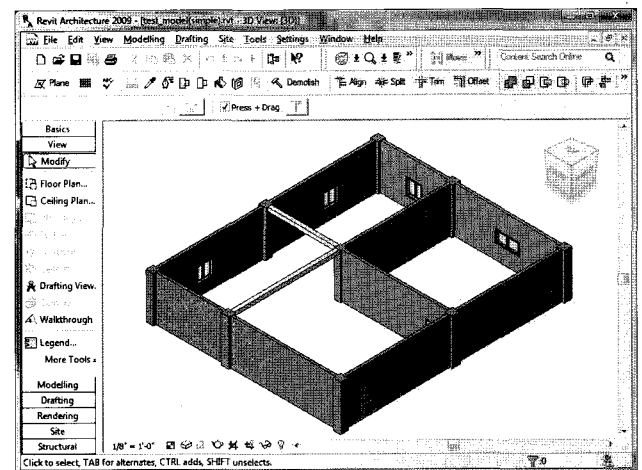 Revit Architecture 2009 - [test_model(simple).rvt - 3D View: {3D}]
File Edit View Modelling Drafting Site Tools Settings Window Help
Move » Content Search Online
Plane Demolish Align Split Trim Offset »
Press + Drag
Basics
View
Modify
Floor Plan...
Ceiling Plan...
Drafting View.
Walkthrough
Legend...
More Tools
Modelling
Drafting
Rendering
Site
Structural
1/8" = 1'-0"
Click to select, TAB for alternates, CTRL adds, SHIFT unselects.
:0